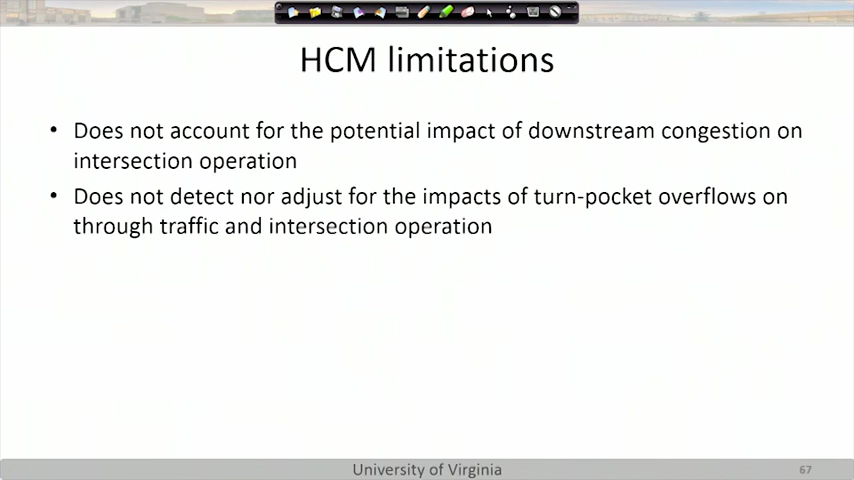 HCM limitations
• Does not account for the potential impact of downstream congestion on
intersection operation
• Does not detect nor adjust for the impacts of turn-pocket overflows on
through traffic and intersection operation
University of Virginia
67